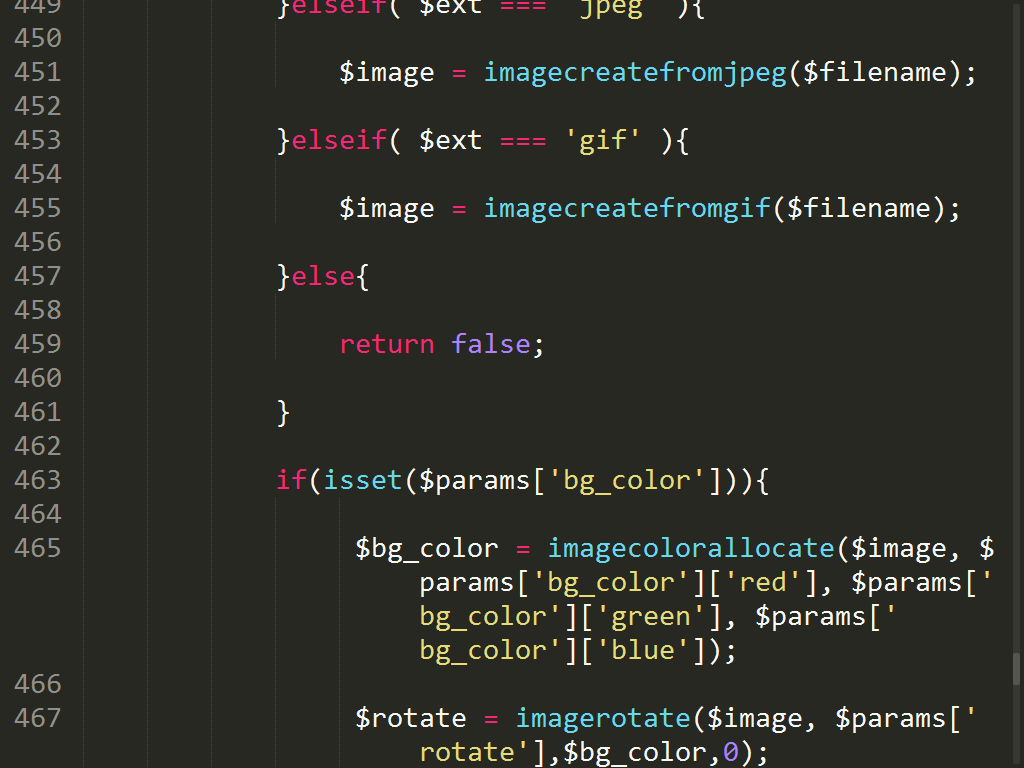 449 }elseif( $ext === 'jpeg' ){
450
451 $image = imagecreatefromjpeg($filename);
452
453 }elseif( $ext === 'gif' ){
454
455 $image = imagecreatefromgif($filename);
456
457 }else{
458
459 return false;
460
461 }
462
463 if(isset($params['bg_color'])){
464
465 $bg_color = imagecolorallocate($image, $
params['bg_color']['red'], $params['
bg_color']['green'], $params['
bg_color']['blue']);
466
467 $rotate = imagerotate($image, $params['
rotate'],$bg_color,0);